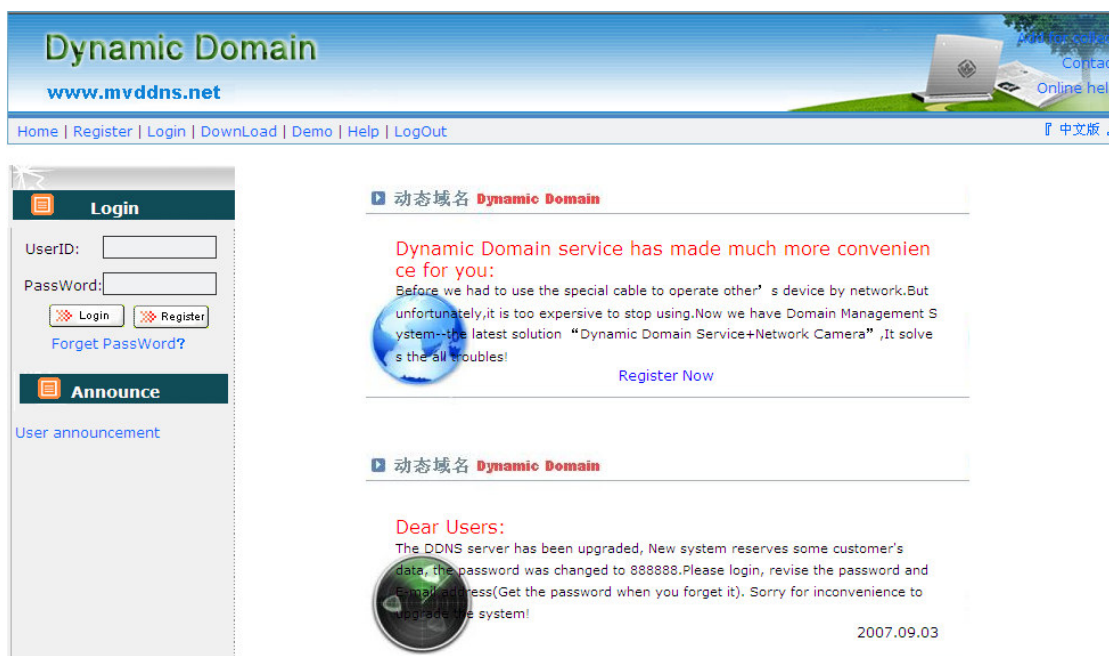 Dynamic Domain
www.mvddns.net
Contac
Online hel
Home | Register | Login | DownLoad | Demo | Help | LogOut
『 中文版
Login
UserID:
PassWord:
Login
Register
Forget PassWord?
Announce
User announcement
动态域名 Dynamic Domain
Dynamic Domain service has made much more convenien
ce for you:
Before we had to use the special cable to operate other’s device by network.But
unfortunately,it is too expensive to stop using.Now we have Domain Management S
ystem--the latest solution “Dynamic Domain Service+Network Camera”,It solve
s the all troubles!
Register Now
动态域名 Dynamic Domain
Dear Users:
The DDNS server has been upgraded, New system reserves some customer's
data, the password was changed to 888888.Please login, revise the password and
E-mail address(Get the password when you forget it). Sorry for inconvenience to
upgrade the system!
2007.09.03